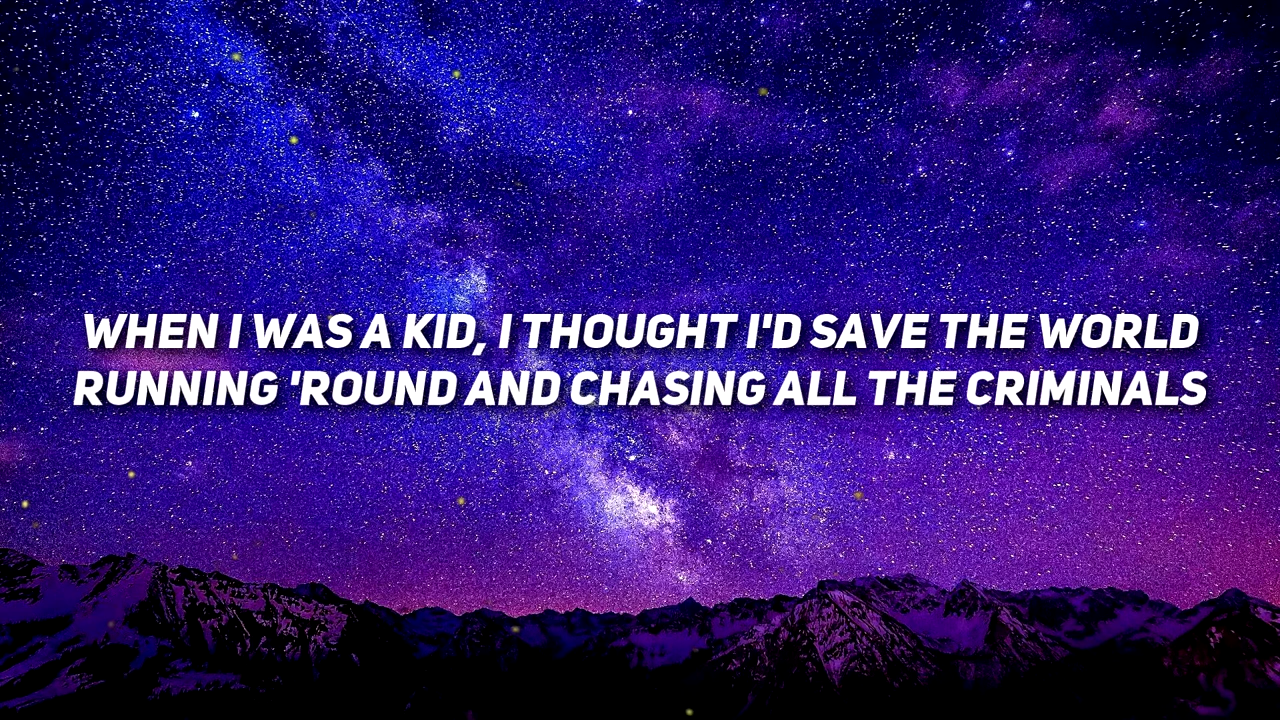 WHEN I WAS A KID, I THOUGHT I'D SAVE THE WORLD
RUNNING 'ROUND AND CHASING ALL THE CRIMINALS